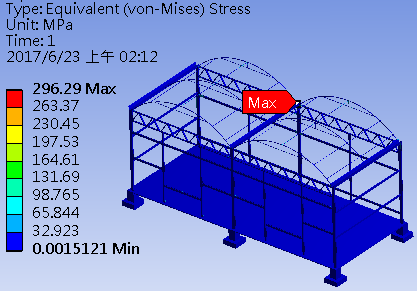 Type: Equivalent (von-Mises) Stress
Unit: MPa
Time: 1
2017/6/23 上午 02:12
296.29 Max
263.37
230.45
197.53
164.61
131.69
98.765
65.844
32.923
0.0015121 Min
Max